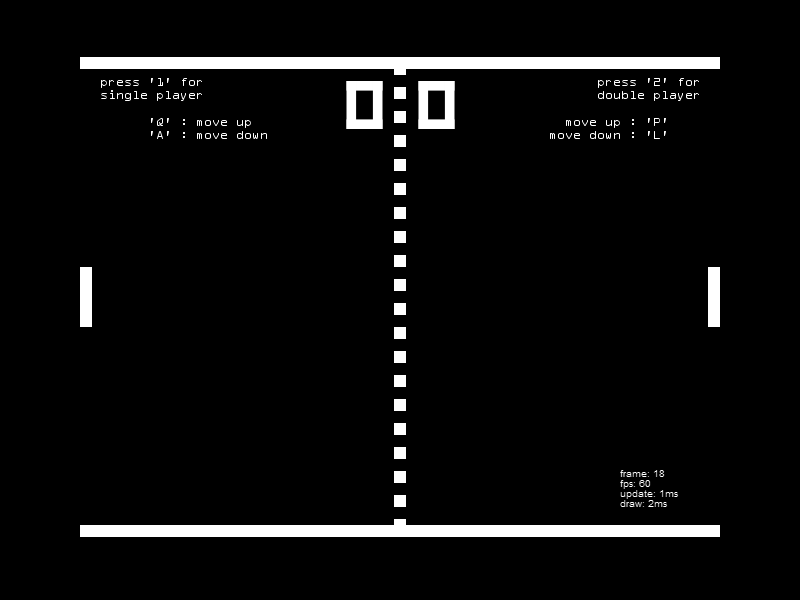 press '1' for
single player
'Q' : move up
'A' : move down
0 0
press '2' for
double player
move up : 'P'
move down : 'L'
frame: 18
fps: 60
update: 1ms
draw: 2ms